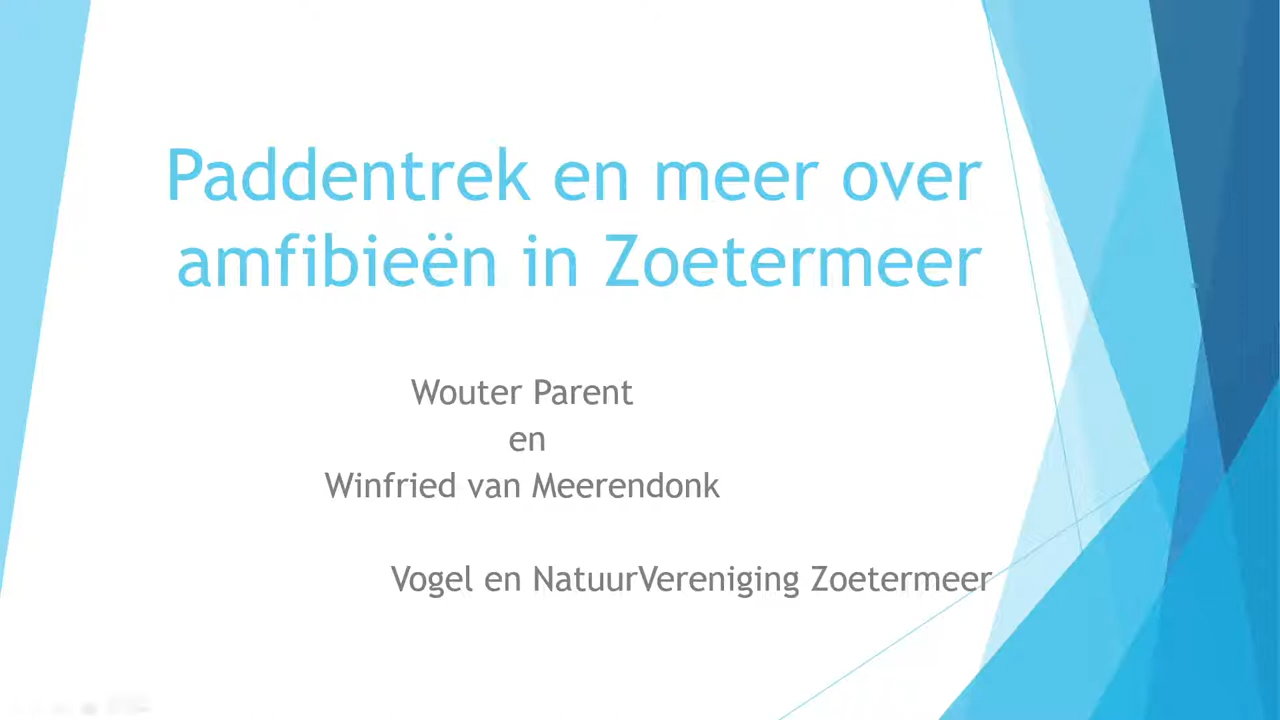 Paddentrek en meer over
amfibieën in Zoetermeer
Wouter Parent
en
Winfried van Meerendonk
Vogel en NatuurVereniging Zoetermeer